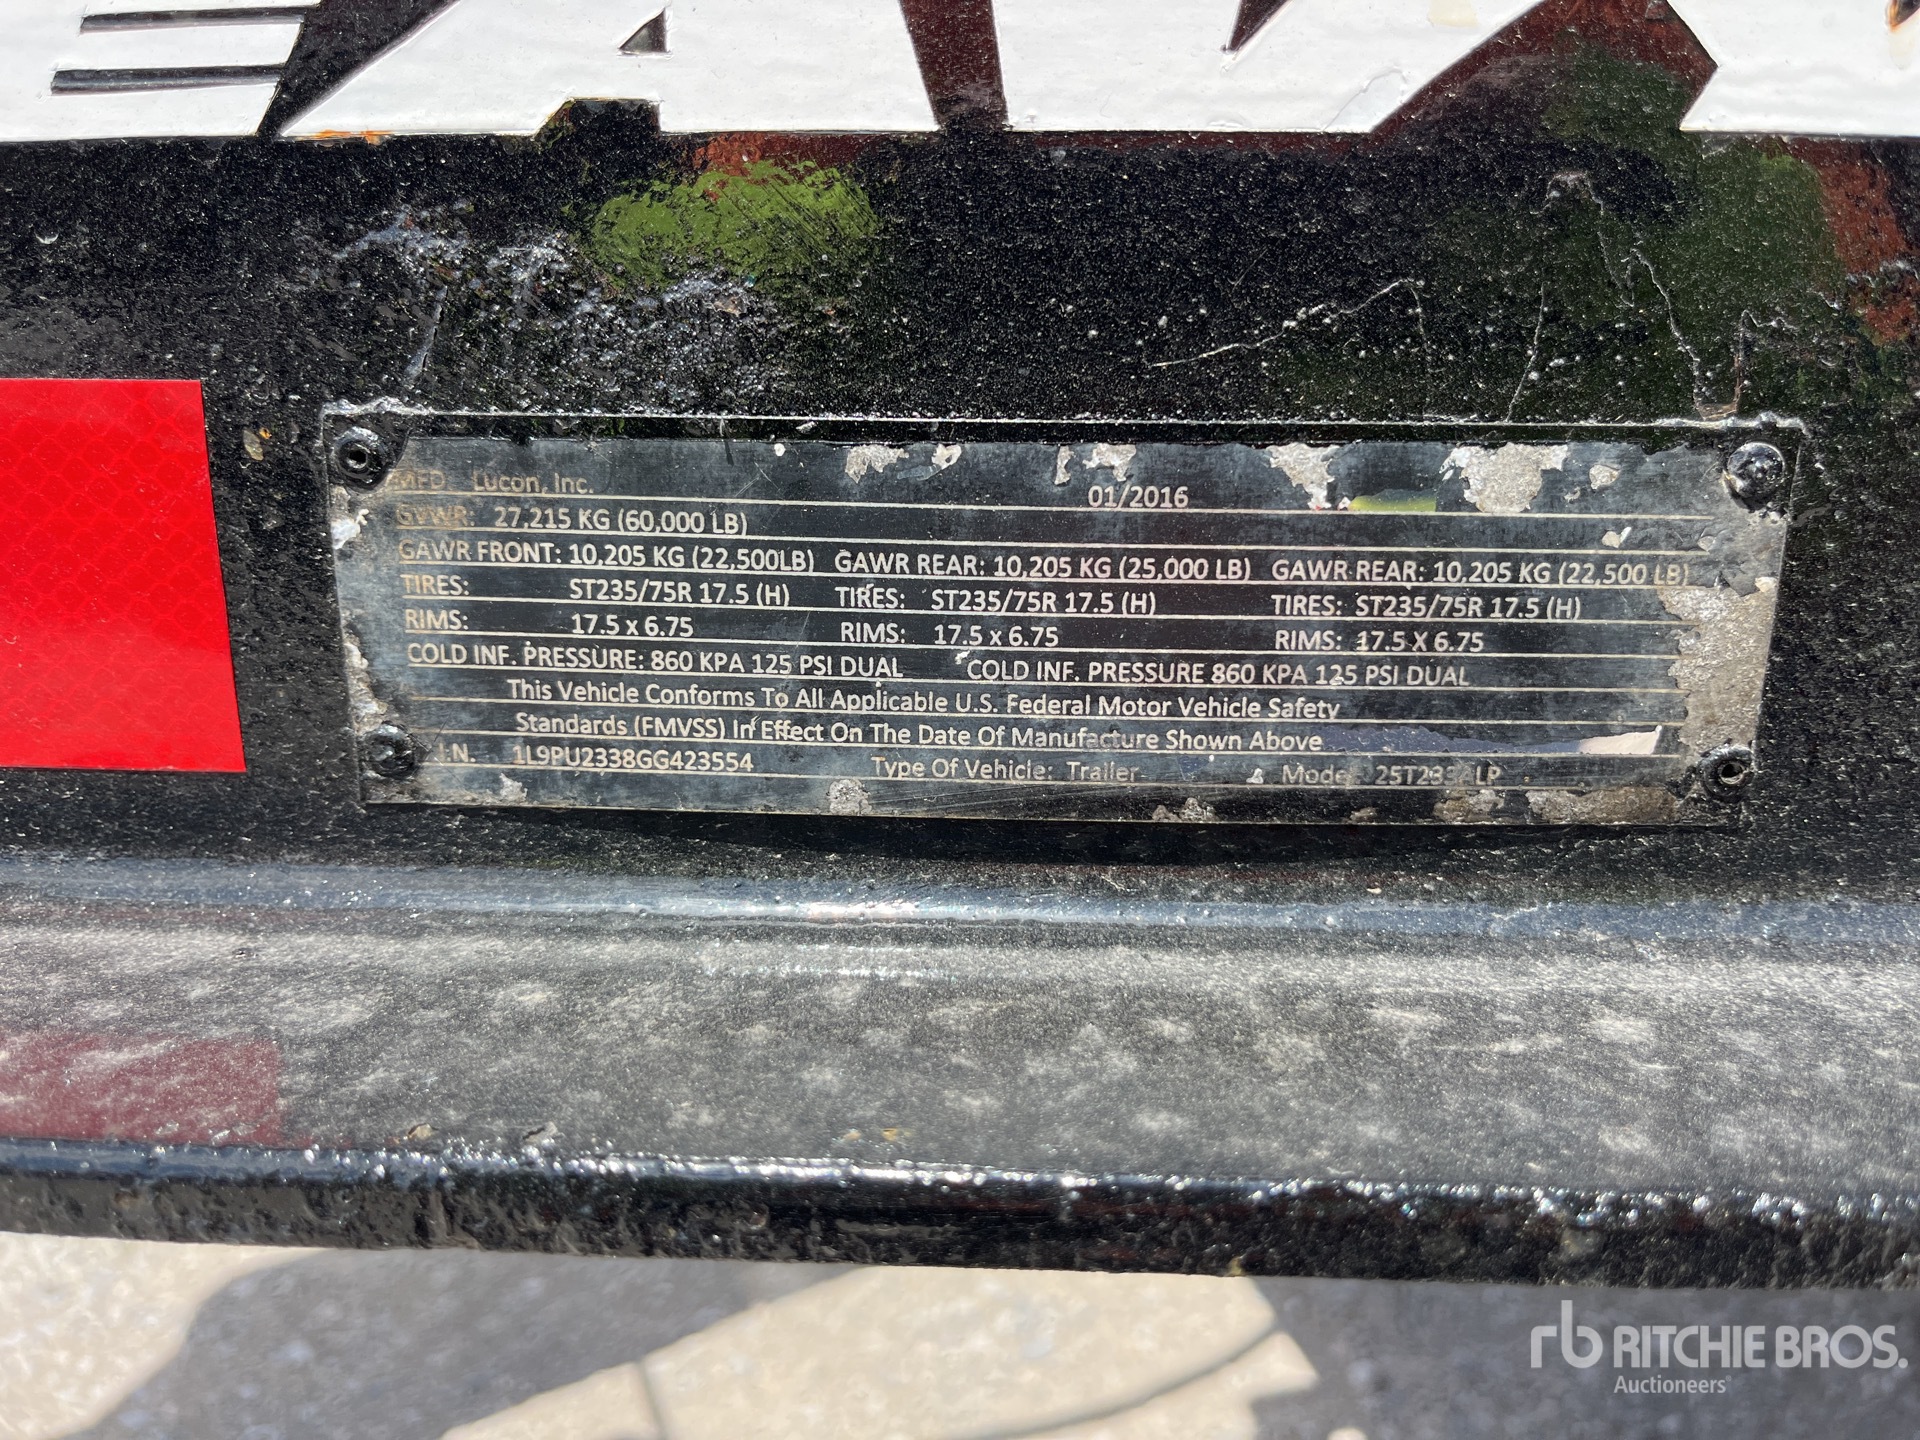 MFD. Lucon, Inc. 01/2016
GVWR: 27,215 KG (60,000 LB)
GAWR FRONT: 10,205 KG (22,500LB) GAWR REAR: 10,205 KG (25,000 LB) GAWR REAR: 10,205 KG (22,500 LB)
TIRES: ST235/75R 17.5 (H) TIRES: ST235/75R 17.5 (H) TIRES: ST235/75R 17.5 (H)
RIMS: 17.5 x 6.75 RIMS: 17.5 x 6.75 RIMS: 17.5 X 6.75
COLD INF. PRESSURE: 860 KPA 125 PSI DUAL COLD INF. PRESSURE 860 KPA 125 PSI DUAL
This Vehicle Conforms To All Applicable U.S. Federal Motor Vehicle Safety
Standards (FMVSS) In Effect On The Date Of Manufacture Shown Above
.I.N. 1L9PU2338GG423554 Type Of Vehicle: Trailer Model:
rb RITCHIE BROS.
Auctioneers